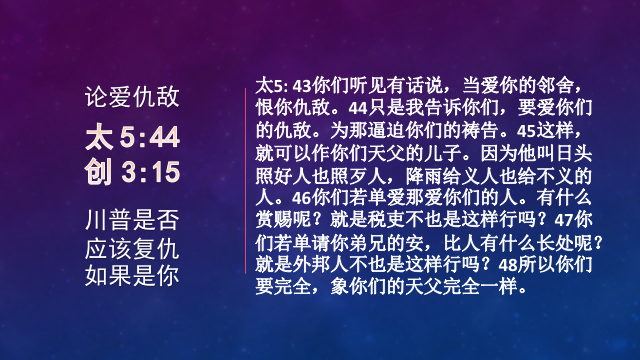 论爱仇敌
太 5:44
创 3:15
川普是否
应该复仇
如果是你
太5: 43你们听见有话说，当爱你的邻舍，
恨你仇敌。44只是我告诉你们，要爱你们
的仇敌。为那逼迫你们的祷告。45这样，
就可以作你们天父的儿子。因为他叫日头
照好人也照歹人，降雨给义人也给不义的
人。46你们若单爱那爱你们的人。有什么
赏赐呢？就是税吏不也是这样行吗？47你
们若单请你弟兄的安，比人有什么长处呢？
就是外邦人不也是这样行吗？48所以你们
要完全，象你们的天父完全一样。